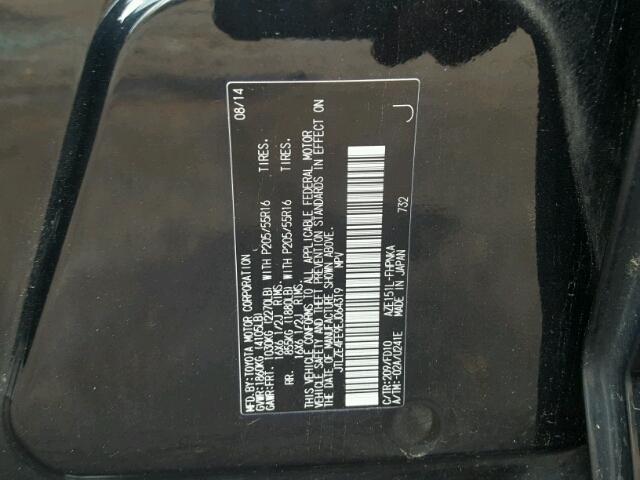 MFD.BY:TOYOTA MOTOR CORPORATION 08/14
GVWR:1860KG (4105LB)
GAWR:FRT. 1030KG (2270LB) WITH P205/55R16 TIRES.
16X6 1/2J RIMS.
RR. 855KG (1880LB) WITH P205/55R16 TIRES.
16X6 1/2J RIMS.
THIS VEHICLE CONFORMS TO ALL APPLICABLE FEDERAL MOTOR
VEHICLE SAFETY AND THEFT PREVENTION STANDARDS IN EFFECT ON
THE DATE OF MANUFACTURE SHOWN ABOVE.
JTLZE4FE9EJ064319 MPV
C/TR:209/FD10 AZE151L-FHPNKA 732 J
A/TM:-02A/U241E MADE IN JAPAN